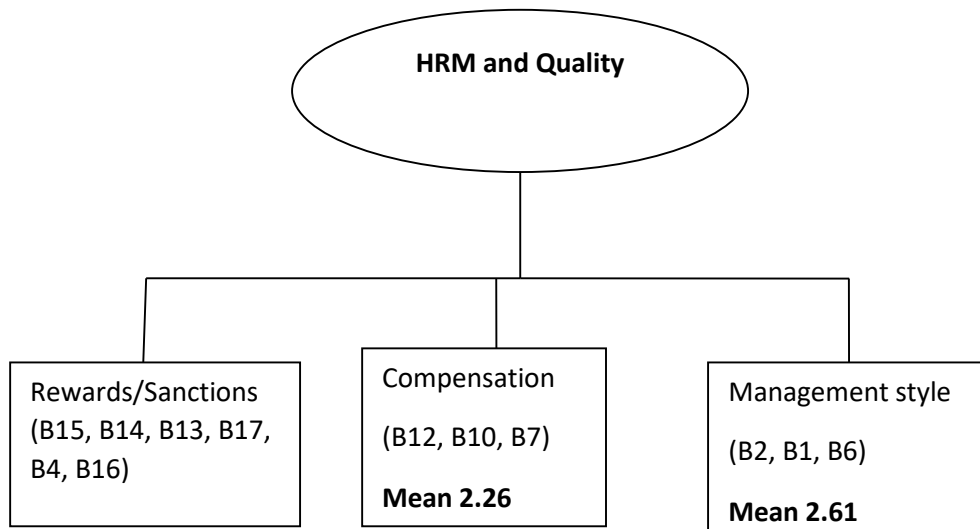 HRM and Quality
Rewards/Sanctions
(B15, B14, B13, B17,
B4, B16)
Compensation
(B12, B10, B7)
Mean 2.26
Management style
(B2, B1, B6)
Mean 2.61